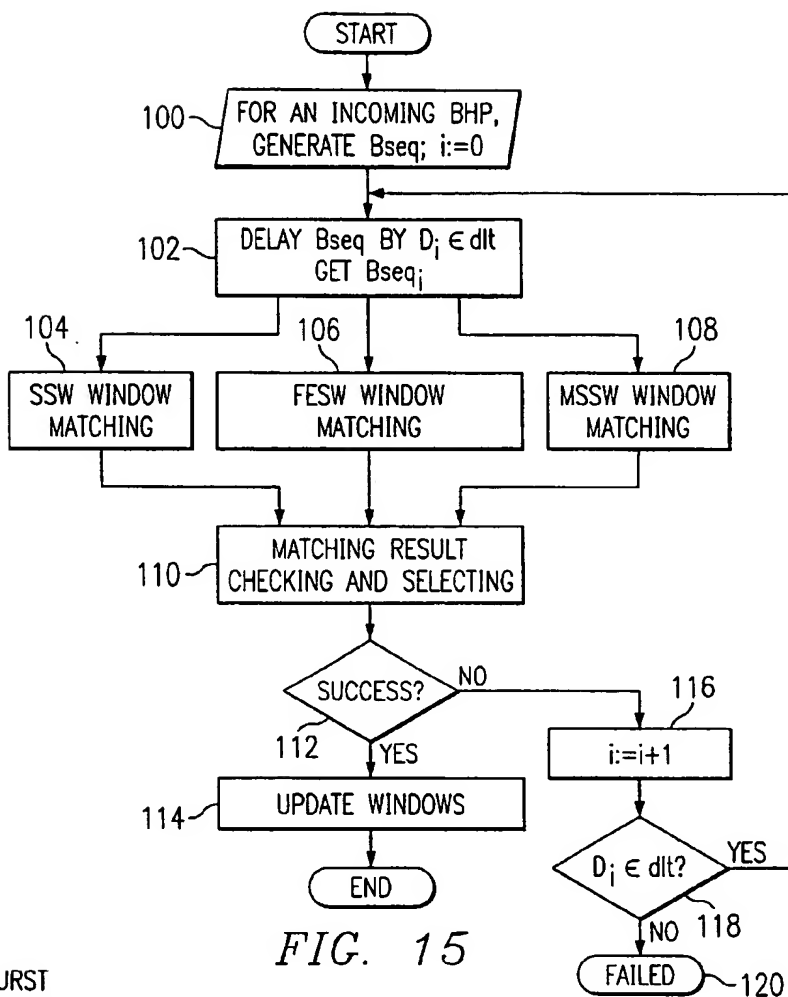 START
100
FOR AN INCOMING BHP,
GENERATE Bseq; i:=0
102
DELAY Bseq BY Di ∈ dlt
GET Bseqi
104
106
108
SSW WINDOW
MATCHING
FESW WINDOW
MATCHING
MSSW WINDOW
MATCHING
110
MATCHING RESULT
CHECKING AND SELECTING
SUCCESS?
NO
112
YES
116
i:=i+1
114
UPDATE WINDOWS
Di ∈ dlt?
YES
118
END
NO
FIG. 15
FAILED
120
URST